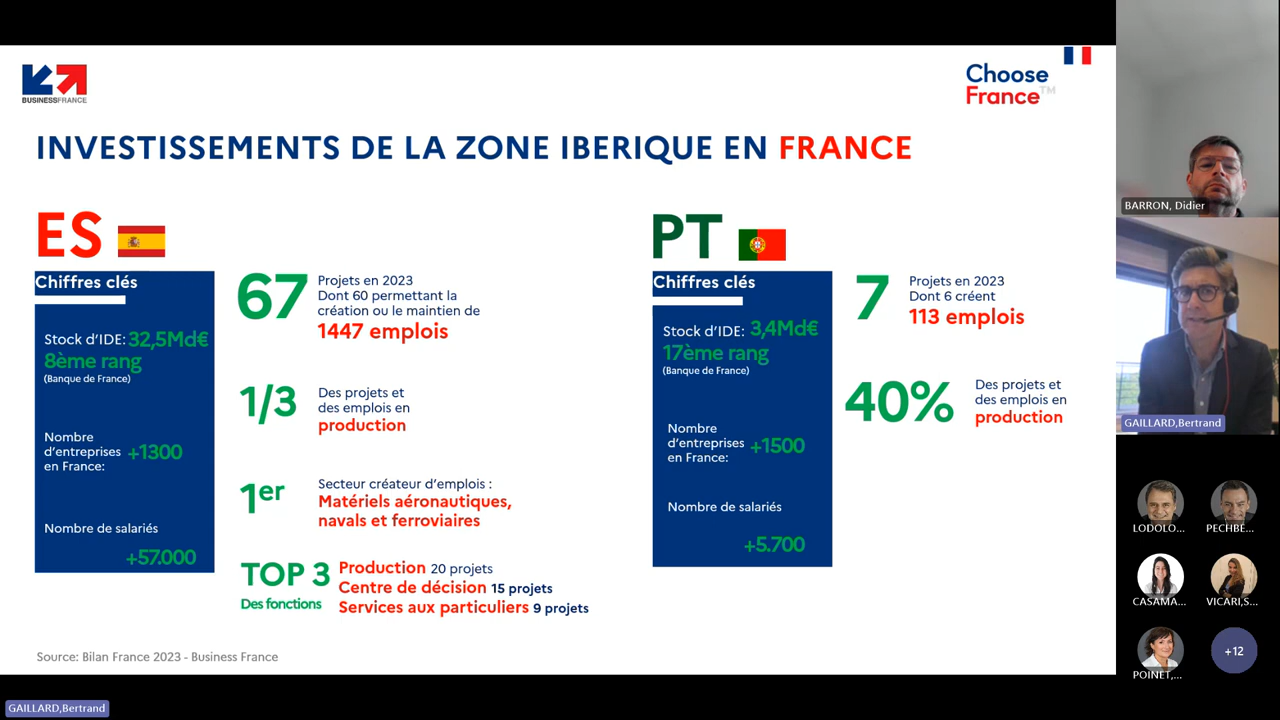 BUSINESSFRANCE
Choose
France™
INVESTISSEMENTS DE LA ZONE IBERIQUE EN FRANCE
ES
Chiffres clés
Stock d'IDE: 32,5Md€
8ème rang
(Banque de France)
Nombre
d'entreprises +1300
en France:
Nombre de salariés
+57.000
67
Projets en 2023
Dont 60 permettant la
création ou le maintien de
1447 emplois
1/3
Des projets et
des emplois en
production
1er
Secteur créateur d'emplois :
Matériels aéronautiques,
navals et ferroviaires
TOP 3
Des fonctions
Production 20 projets
Centre de décision 15 projets
Services aux particuliers 9 projets
PT
Chiffres clés
Stock d'IDE: 3,4Md€
17ème rang
(Banque de France)
Nombre
d'entreprises +1500
en France:
Nombre de salariés
+5.700
7
Projets en 2023
Dont 6 créent
113 emplois
40%
Des projets et
des emplois en
production
Source: Bilan France 2023 - Business France
BARRON, Didier
GAILLARD,Bertrand
LODOLO...
PECHBE...
CASAMA...
VICARI,S...
POINET,...
+12
GAILLARD,Bertrand